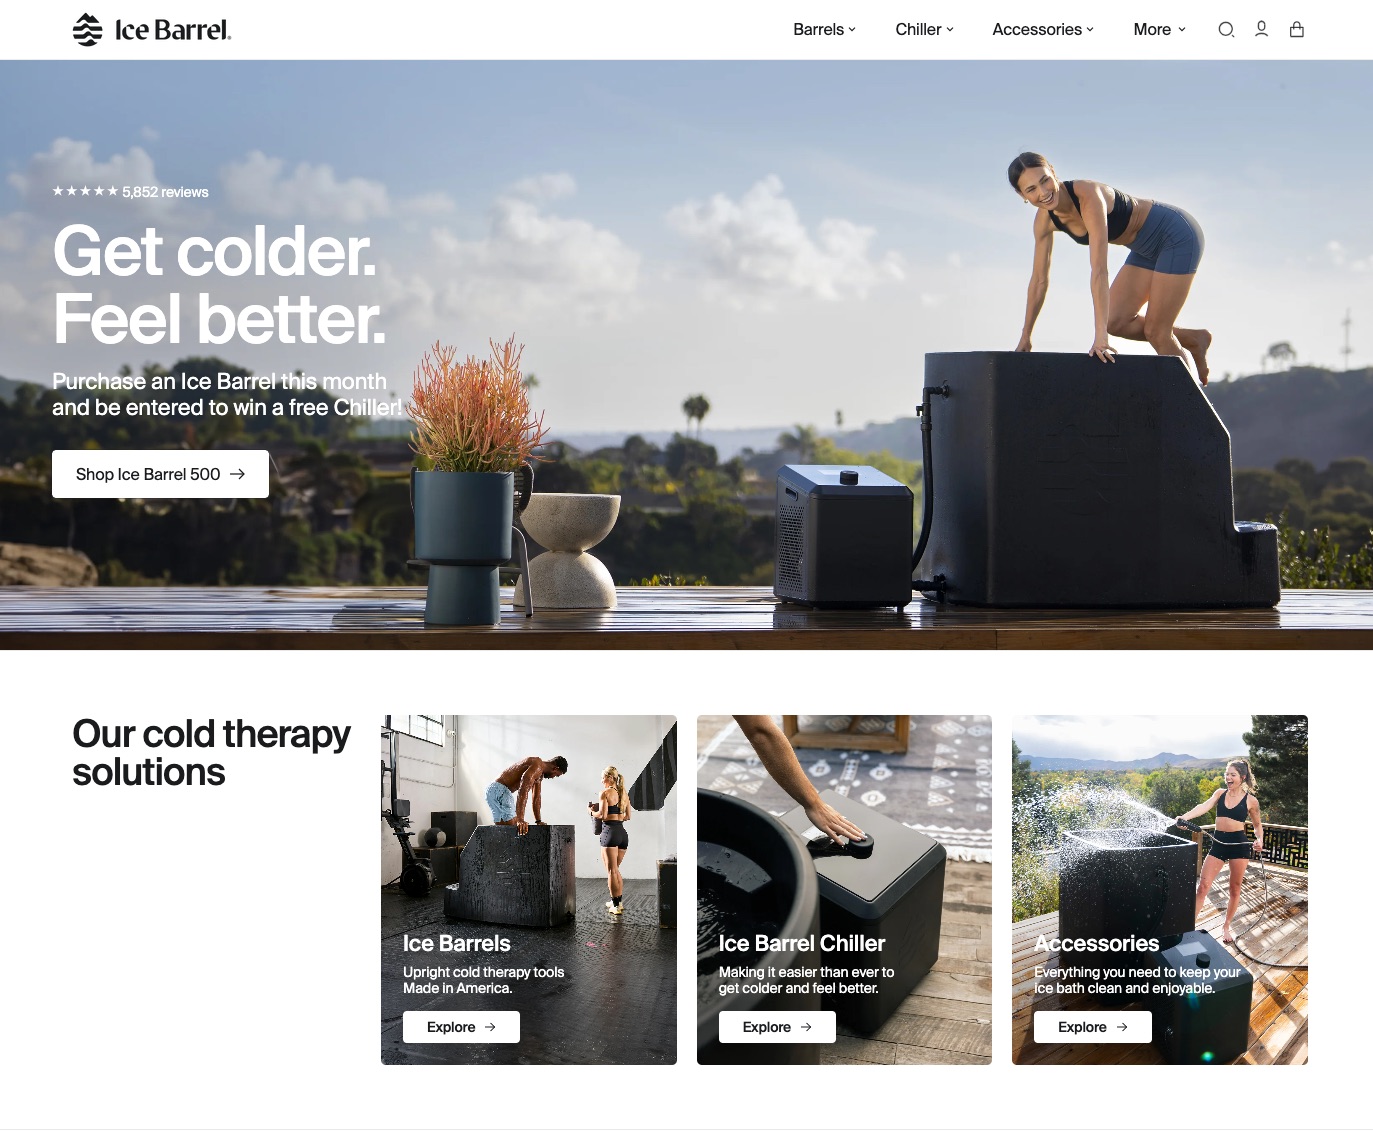 Ice Barrel®
Barrels
Chiller
Accessories
More
★★★★★ 5,852 reviews
Get colder.
Feel better.
Purchase an Ice Barrel this month
and be entered to win a free Chiller!
Shop Ice Barrel 500 →
Our cold therapy
solutions
Ice Barrels
Upright cold therapy tools
Made in America.
Explore →
Ice Barrel Chiller
Making it easier than ever to
get colder and feel better.
Explore →
Accessories
Everything you need to keep your
ice bath clean and enjoyable.
Explore →